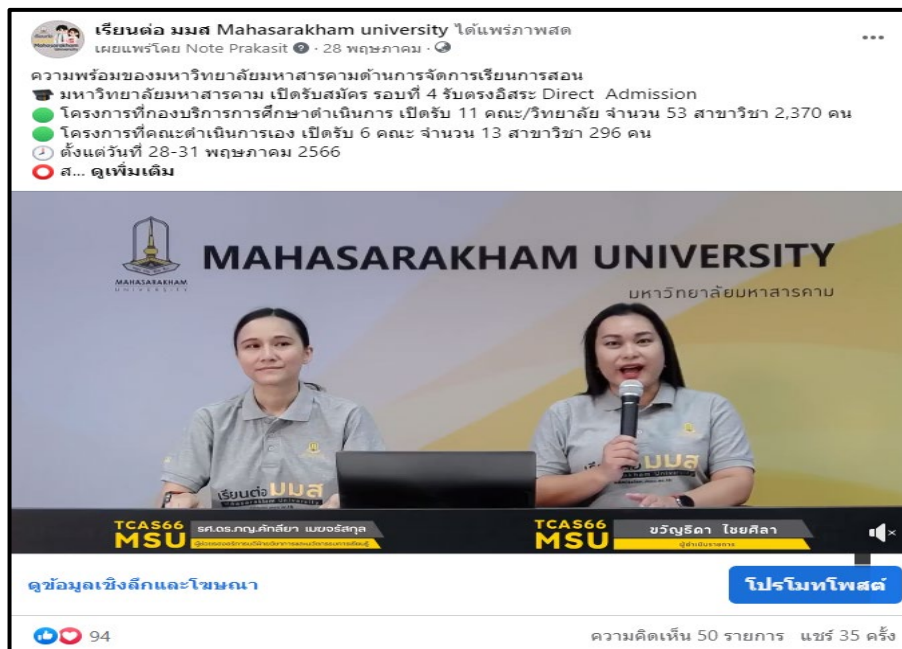 เรียนต่อ มมส Mahasarakham university ได้แพร่ภาพสด
เผยแพร่โดย Note Prakasit · 28 พฤษภาคม ·
ความพร้อมของมหาวิทยาลัยมหาสารคามด้านการจัดการเรียนการสอน
มหาวิทยาลัยมหาสารคาม เปิดรับสมัคร รอบที่ 4 รับตรงอิสระ Direct Admission
โครงการที่กองบริการการศึกษาดำเนินการ เปิดรับ 11 คณะ/วิทยาลัย จำนวน 53 สาขาวิชา 2,370 คน
โครงการที่คณะดำเนินการเอง เปิดรับ 6 คณะ จำนวน 13 สาขาวิชา 296 คน
ตั้งแต่วันที่ 28-31 พฤษภาคม 2566
ส... ดูเพิ่มเติม
MAHASARAKHAM UNIVERSITY
มหาวิทยาลัยมหาสารคาม
MAHASARAKHAM
UNIVERSITY
เรียนต่อ มมส
มมส
TCAS66
MSU
รศ.ดร.ภญ.คัทลียา เมฆจรัสกุล
TCAS66
MSU
ขวัญธิดา ไชยศิลา
ผู้ดำเนินรายการ
ดูข้อมูลเชิงลึกและโฆษณา
โปรโมทโพสต์
94
ความคิดเห็น 50 รายการ แชร์ 35 ครั้ง